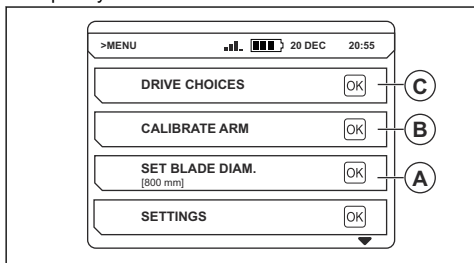 >MENU 20 DEC 20:55
DRIVE CHOICES OK C
CALIBRATE ARM OK B
SET BLADE DIAM. OK A
[800 mm]
SETTINGS OK